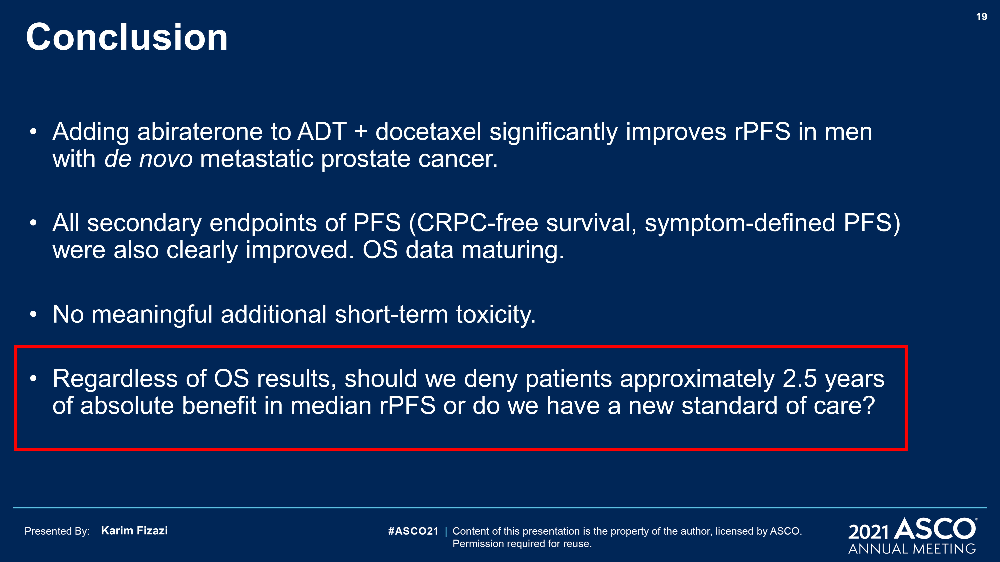 19
Conclusion
• Adding abiraterone to ADT + docetaxel significantly improves rPFS in men
with de novo metastatic prostate cancer.
• All secondary endpoints of PFS (CRPC-free survival, symptom-defined PFS)
were also clearly improved. OS data maturing.
• No meaningful additional short-term toxicity.
• Regardless of OS results, should we deny patients approximately 2.5 years
of absolute benefit in median rPFS or do we have a new standard of care?
Presented By: Karim Fizazi
#ASCO21 | Content of this presentation is the property of the author, licensed by ASCO.
Permission required for reuse.
2021 ASCO®
ANNUAL MEETING